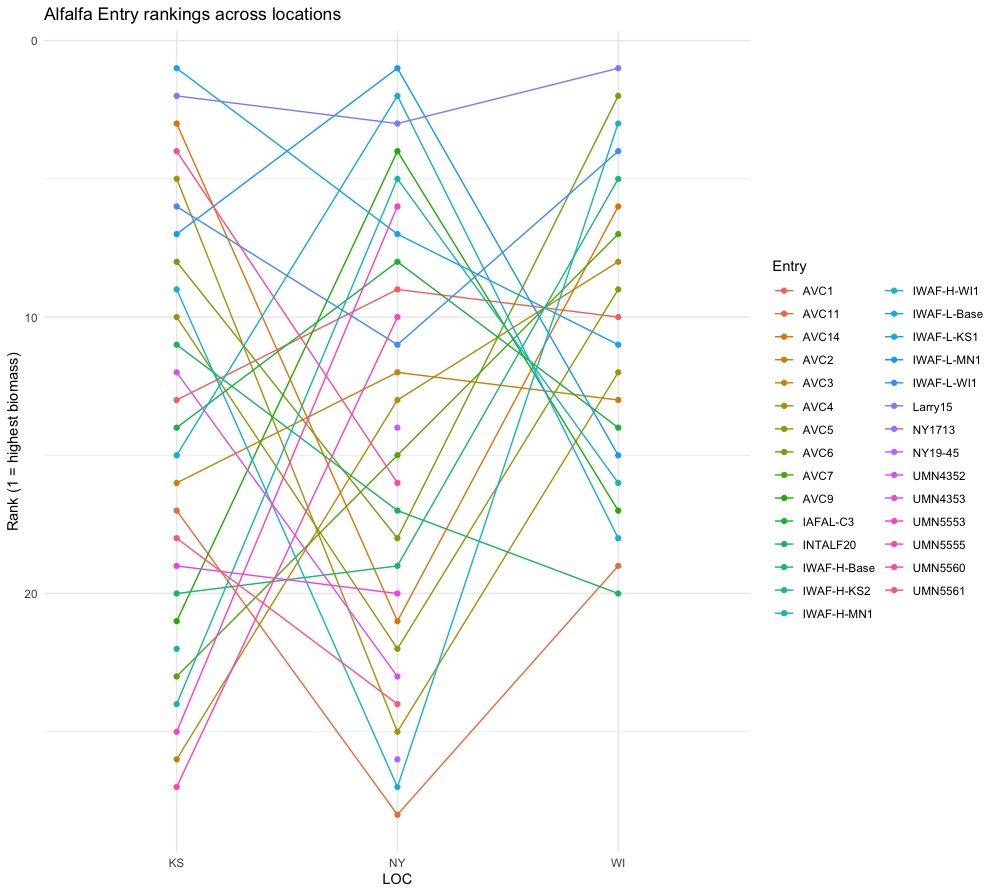 Alfalfa Entry rankings across locations
0
10
20
Rank (1 = highest biomass)
KS
NY
WI
LOC
Entry
AVC1
AVC11
AVC14
AVC2
AVC3
AVC4
AVC5
AVC6
AVC7
AVC9
IAFAL-C3
INTALF20
IWAF-H-Base
IWAF-H-KS2
IWAF-H-MN1
IWAF-H-WI1
IWAF-L-Base
IWAF-L-KS1
IWAF-L-MN1
IWAF-L-WI1
Larry15
NY1713
NY19-45
UMN4352
UMN4353
UMN5553
UMN5555
UMN5560
UMN5561